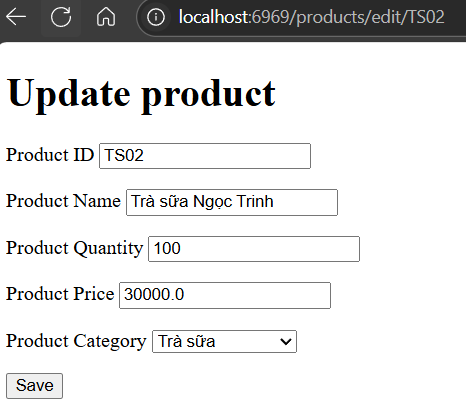 localhost:6969/products/edit/TS02
Update product
Product ID TS02
Product Name Trà sữa Ngọc Trinh
Product Quantity 100
Product Price 30000.0
Product Category Trà sữa
Save